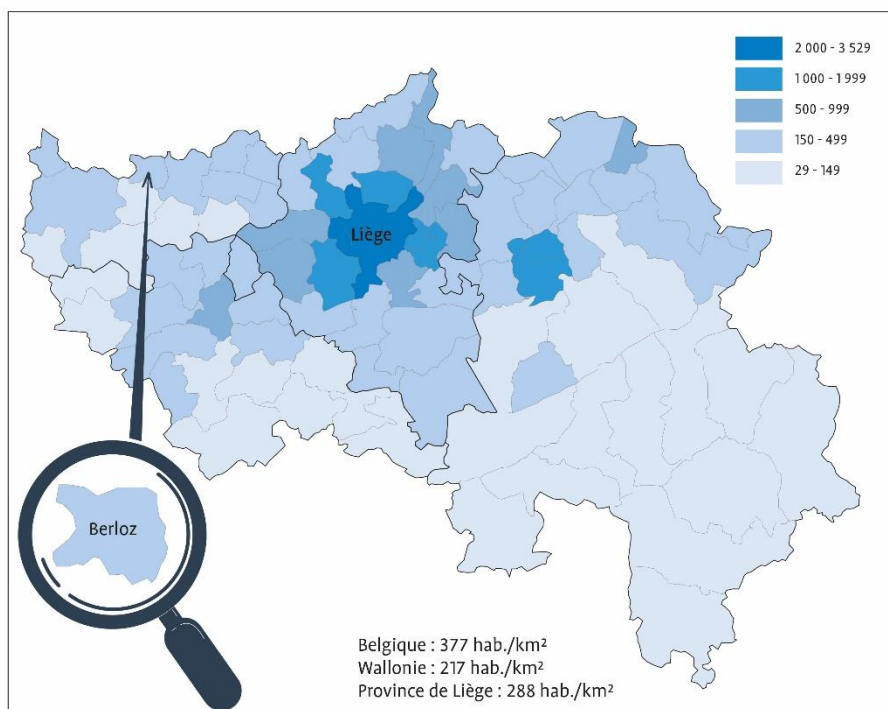 2 000 - 3 529
1 000 - 1 999
500 - 999
150 - 499
29 - 149
Liège
Berloz
Belgique : 377 hab./km²
Wallonie : 217 hab./km²
Province de Liège : 288 hab./km²